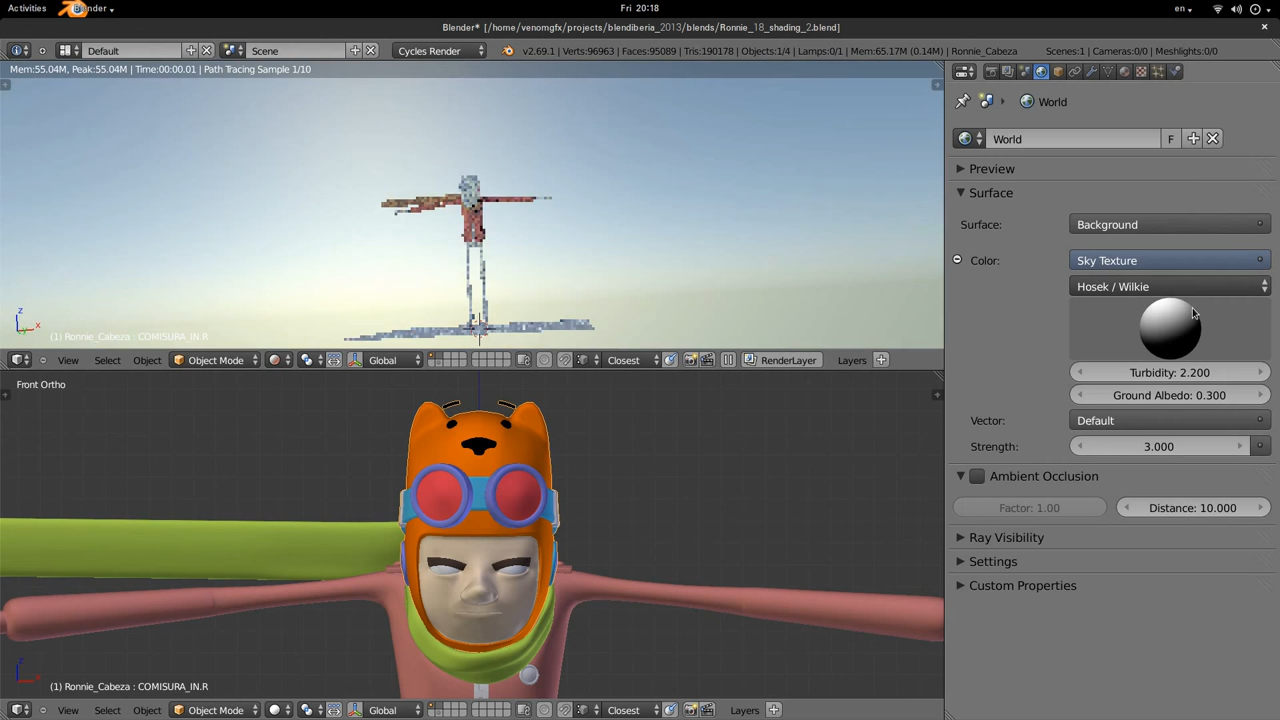 Activities Blender Fri 20:18 en
Blender* [/home/venomgfx/projects/blendiberia_2013/blends/Ronnie_18_shading_2.blend]
Default Scene Cycles Render v2.69.1 | Verts:96963 | Faces:95089 | Tris:190178 | Objects:1/4 | Lamps:0/1 | Mem:65.17M (0.14M) | Ronnie_Cabeza Scenes:1 | Cameras:0/0 | Meshlights:0/0
Mem:55.04M, Peak:55.04M | Time:00:00.01 | Path Tracing Sample 1/10
World
World F
Preview
Surface
Surface: Background
Color: Sky Texture
Hosek / Wilkie
Turbidity: 2.200
Ground Albedo: 0.300
Vector: Default
Strength: 3.000
Ambient Occlusion
Factor: 1.00 Distance: 10.000
Ray Visibility
Settings
Custom Properties
z
x
(1) Ronnie_Cabeza : COMISURA_IN.R
View Select Object Object Mode Global Closest RenderLayer Layers
Front Ortho
z
x
(1) Ronnie_Cabeza : COMISURA_IN.R
View Select Object Object Mode Global Closest Layers